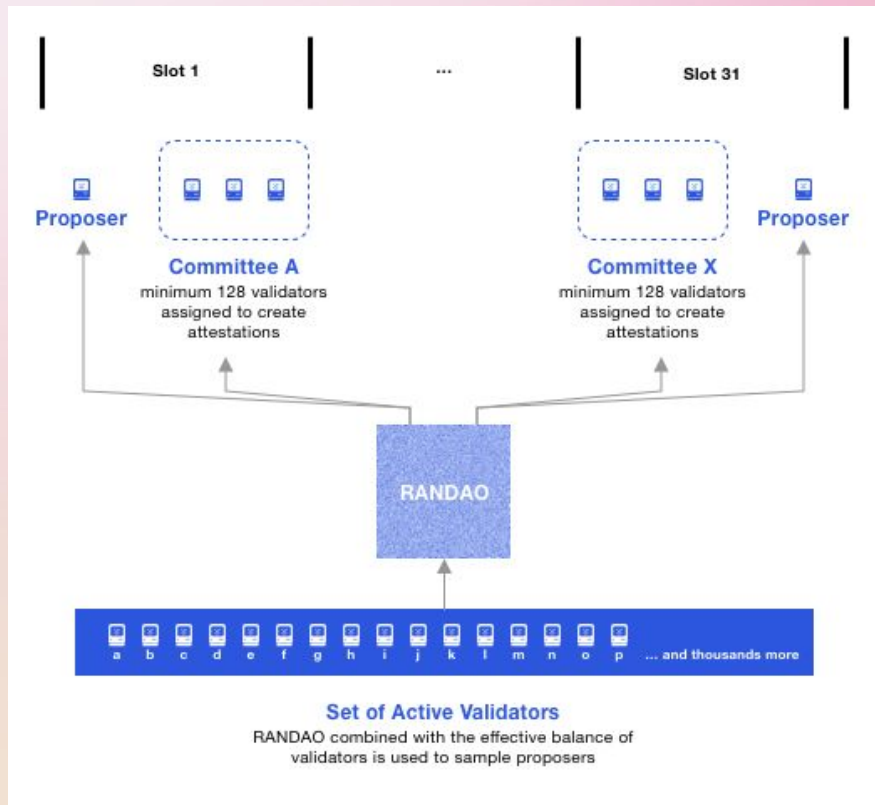 Slot 1
...
Slot 31
Proposer
Committee A
minimum 128 validators
assigned to create
attestations
Committee X
minimum 128 validators
assigned to create
attestations
Proposer
RANDAO
a b c d e f g h i j k l m n o p ... and thousands more
Set of Active Validators
RANDAO combined with the effective balance of
validators is used to sample proposers